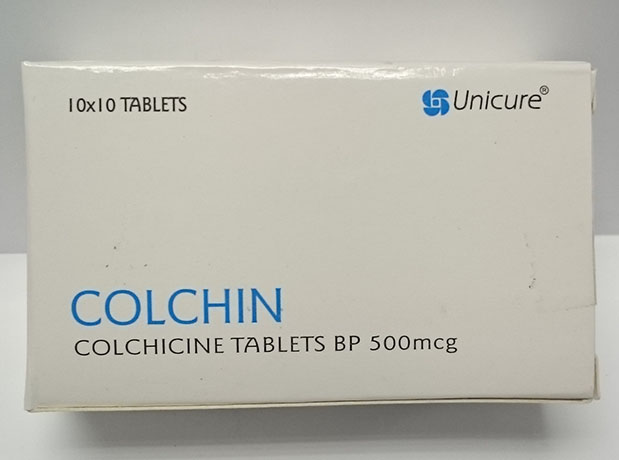 10x10 TABLETS
Unicure®
COLCHIN
COLCHICINE TABLETS BP 500mcg